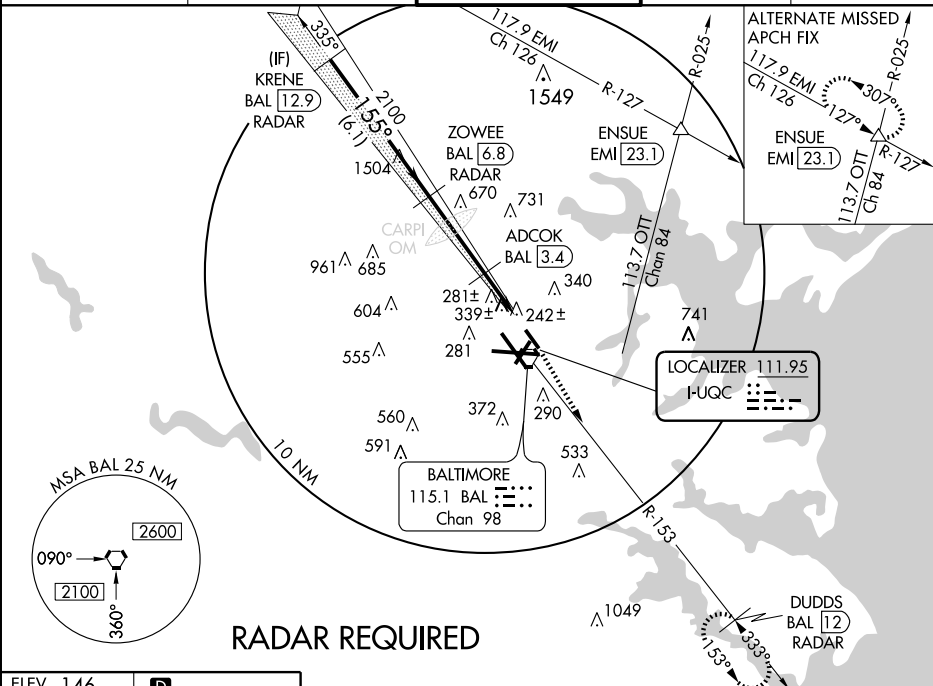 117.9 EMI
Ch 126
R-127
R-025
ALTERNATE MISSED
APCH FIX
117.9 EMI
Ch 126
127°
307°
R-025
ENSUE
EMI 23.1
R-127
113.7 OTT
Ch 84
335°
(IF)
KRENE
BAL 12.9
RADAR
2100
155°
(6.1)
1504
1549
ZOWEE
BAL 6.8
RADAR
ENSUE
EMI 23.1
670
731
CARPI
OM
ADCOK
BAL 3.4
113.7 OTT
Chan 84
961
685
340
604
281±
339±
242±
741
555
281
LOCALIZER 111.95
I-UQC
560
372
290
591
533
10 NM
BALTIMORE
115.1 BAL
Chan 98
R-153
MSA BAL 25 NM
2600
090°
2100
360°
1049
DUDDS
BAL 12
RADAR
333°
153°
RADAR REQUIRED
ELEV 146
D